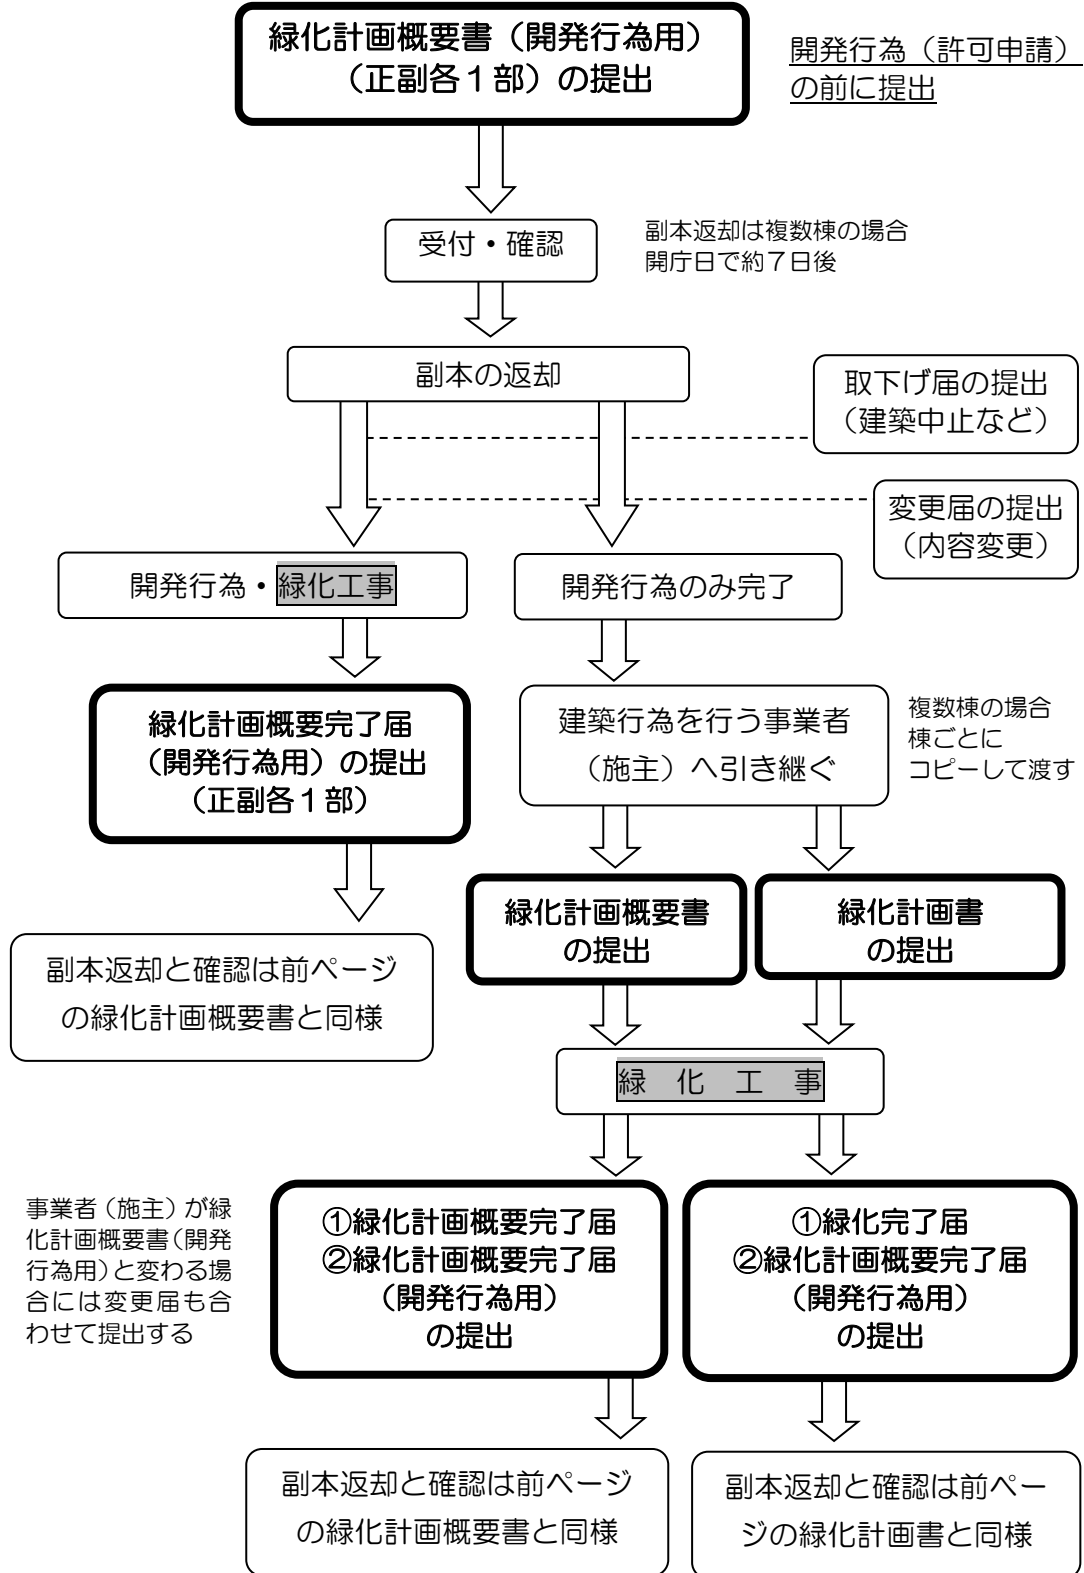 緑化計画概要書（開発行為用）
（正副各１部）の提出
開発行為（許可申請）
の前に提出
受付・確認
副本返却は複数棟の場合
開庁日で約７日後
副本の返却
取下げ届の提出
（建築中止など）
変更届の提出
（内容変更）
開発行為・緑化工事
開発行為のみ完了
緑化計画概要完了届
（開発行為用）の提出
（正副各１部）
建築行為を行う事業者
（施主）へ引き継ぐ
複数棟の場合
棟ごとに
コピーして渡す
緑化計画概要書
の提出
緑化計画書
の提出
副本返却と確認は前ページ
の緑化計画概要書と同様
緑　化　工　事
事業者（施主）が緑
化計画概要書（開発
行為用）と変わる場
合には変更届も合
わせて提出する
①緑化計画概要完了届
②緑化計画概要完了届
（開発行為用）
の提出
①緑化完了届
②緑化計画概要完了届
（開発行為用）
の提出
副本返却と確認は前ページ
の緑化計画概要書と同様
副本返却と確認は前ペー
ジの緑化計画書と同様